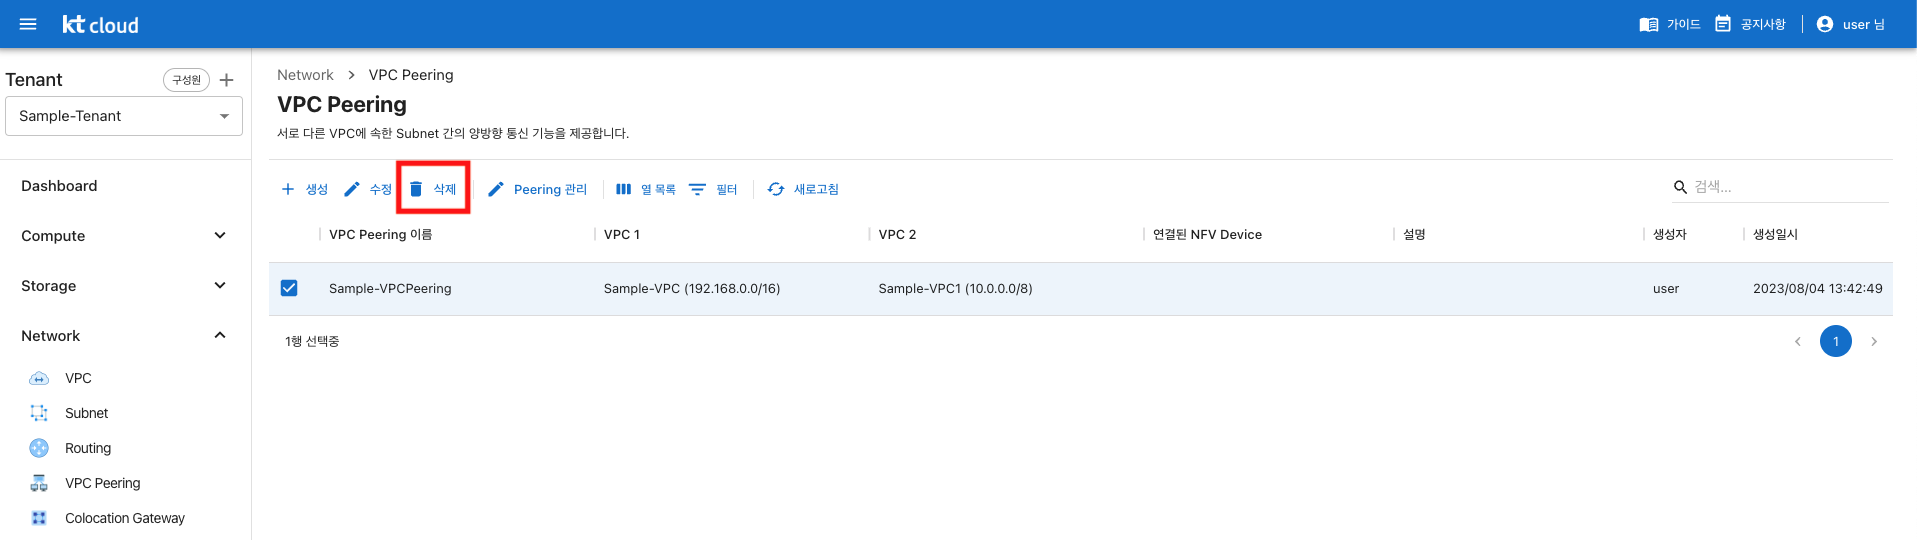 kt cloud
가이드
공지사항
user 님
Tenant
구성원
Sample-Tenant
Dashboard
Compute
Storage
Network
VPC
Subnet
Routing
VPC Peering
Colocation Gateway
Network > VPC Peering
VPC Peering
서로 다른 VPC에 속한 Subnet 간의 양방향 통신 기능을 제공합니다.
생성 수정 삭제 Peering 관리 열 목록 필터 새로고침
검색...
VPC Peering 이름 VPC 1 VPC 2 연결된 NFV Device 설명 생성자 생성일시
Sample-VPCPeering Sample-VPC (192.168.0.0/16) Sample-VPC1 (10.0.0.0/8) user 2023/08/04 13:42:49
1행 선택중
1